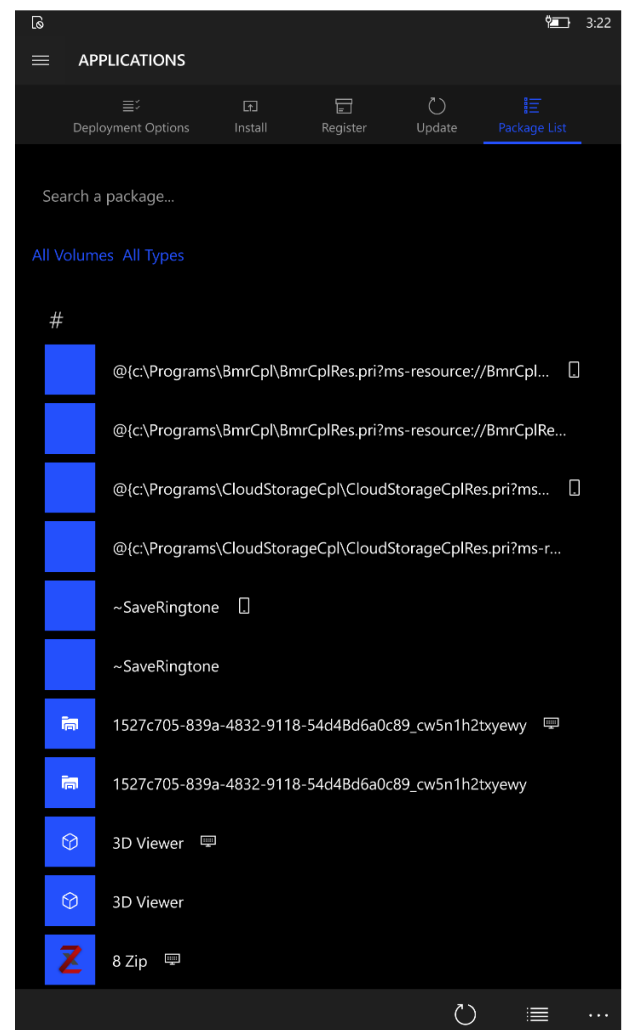 3:22
APPLICATIONS
Deployment Options Install Register Update Package List
Search a package...
All Volumes All Types
#
@{c:\Programs\BmrCpl\BmrCplRes.pri?ms-resource://BmrCpl...
@{c:\Programs\BmrCpl\BmrCplRes.pri?ms-resource://BmrCplRe...
@{c:\Programs\CloudStorageCpl\CloudStorageCplRes.pri?ms...
@{c:\Programs\CloudStorageCpl\CloudStorageCplRes.pri?ms-r...
~SaveRingtone
~SaveRingtone
1527c705-839a-4832-9118-54d4Bd6a0c89_cw5n1h2txyewy
1527c705-839a-4832-9118-54d4Bd6a0c89_cw5n1h2txyewy
3D Viewer
3D Viewer
8 Zip